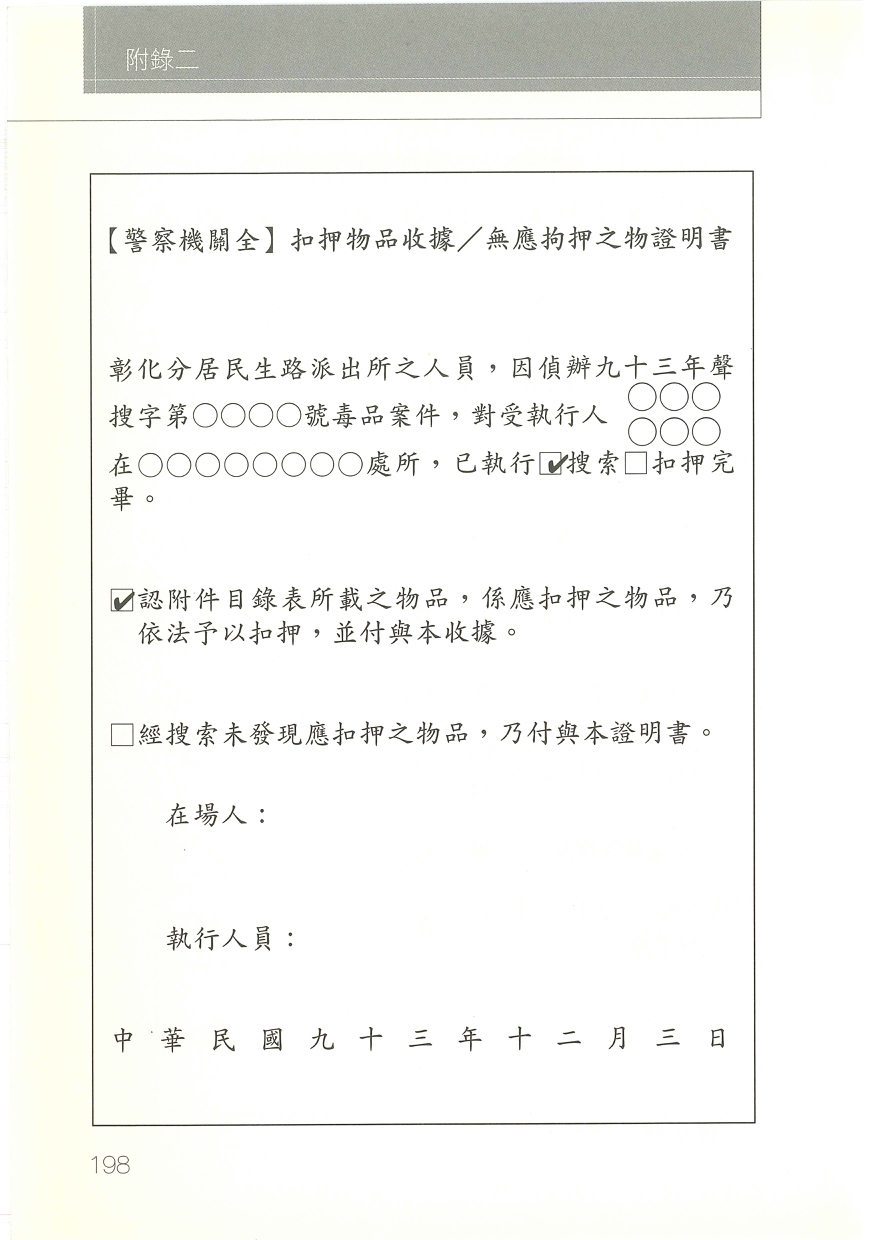 附錄二
【警察機關全】扣押物品收據／無應拘押之物證明書
彰化分居民生路派出所之人員，因偵辦九十三年聲
搜字第○○○○號毒品案件，對受執行人○○○
○○○
在○○○○○○○○處所，已執行☑搜索□扣押完
畢。
☑認附件目錄表所載之物品，係應扣押之物品，乃
依法予以扣押，並付與本收據。
□經搜索未發現應扣押之物品，乃付與本證明書。
在場人：
執行人員：
中華民國九十三年十二月三日
198